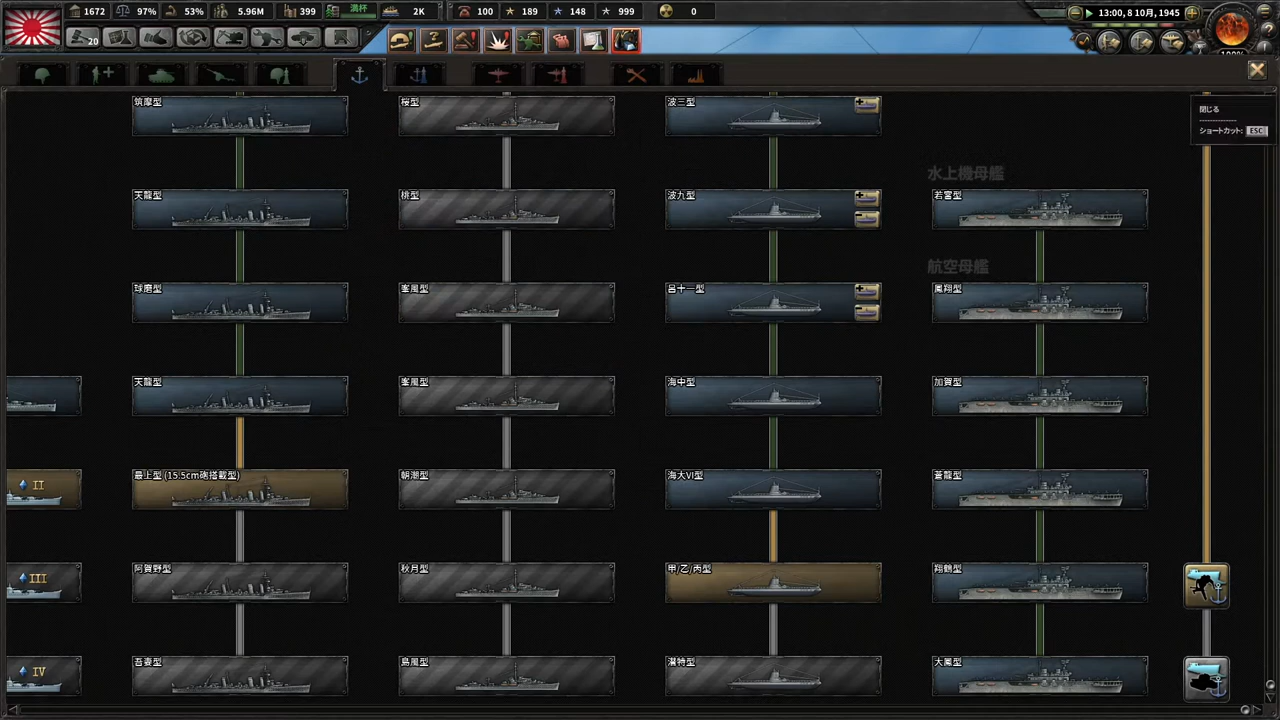 1672 97% 53% 5.96M 399 満杯 2K 100 189 148 999 0 13:00, 8 10月, 1945
20
100%
閉じる
ショートカット: ESC
筑摩型 桜型 波三型
水上機母艦
天龍型 桃型 波九型 若宮型
航空母艦
球磨型 峯風型 呂十一型 鳳翔型
天龍型 峯風型 海中型 加賀型
II 最上型 (15.5cm砲搭載型) 朝潮型 海大VI型 蒼龍型
III 阿賀野型 秋月型 甲/乙/丙型 翔鶴型
IV 吾妻型 島風型 潜特型 大鳳型